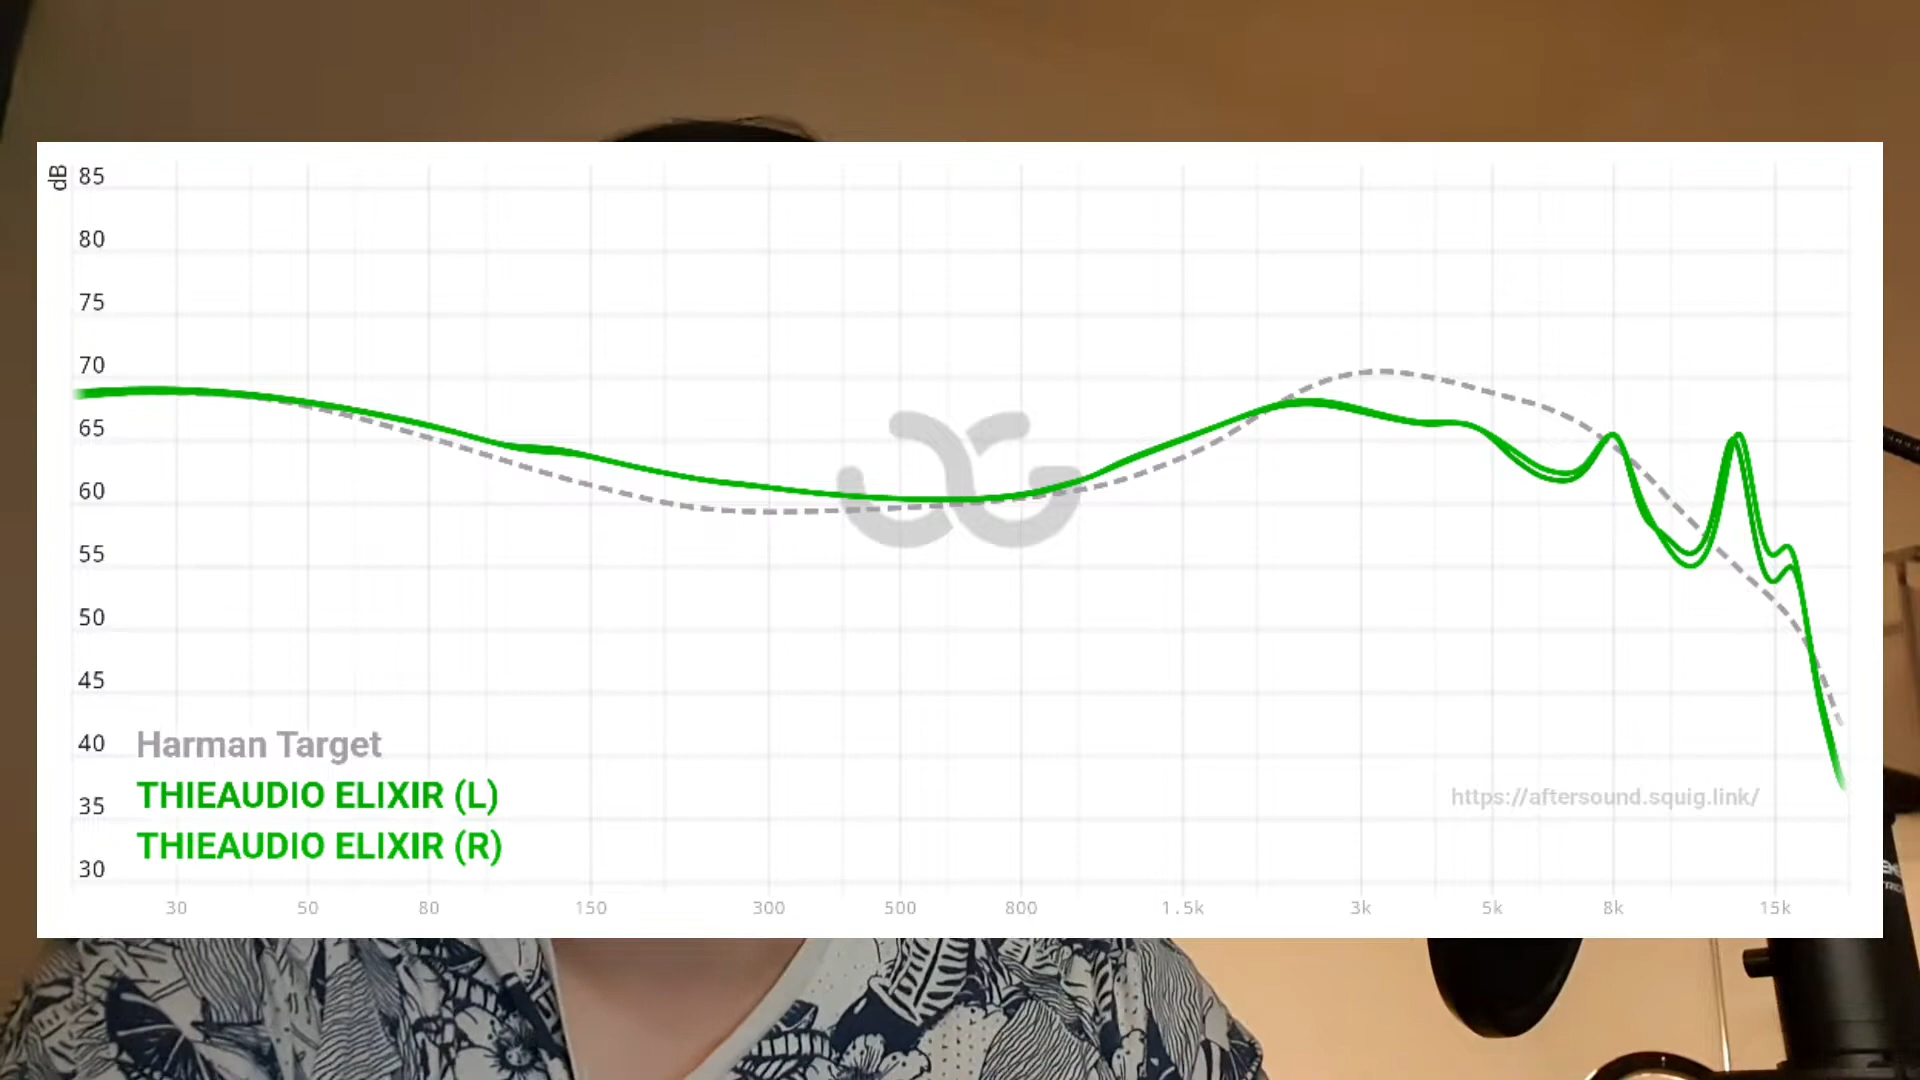 dB
85
80
75
70
65
60
55
50
45
40
35
30
Harman Target
THIEAUDIO ELIXIR (L)
THIEAUDIO ELIXIR (R)
https://aftersound.squig.link/
30 50 80 150 300 500 800 1.5k 3k 5k 8k 15k